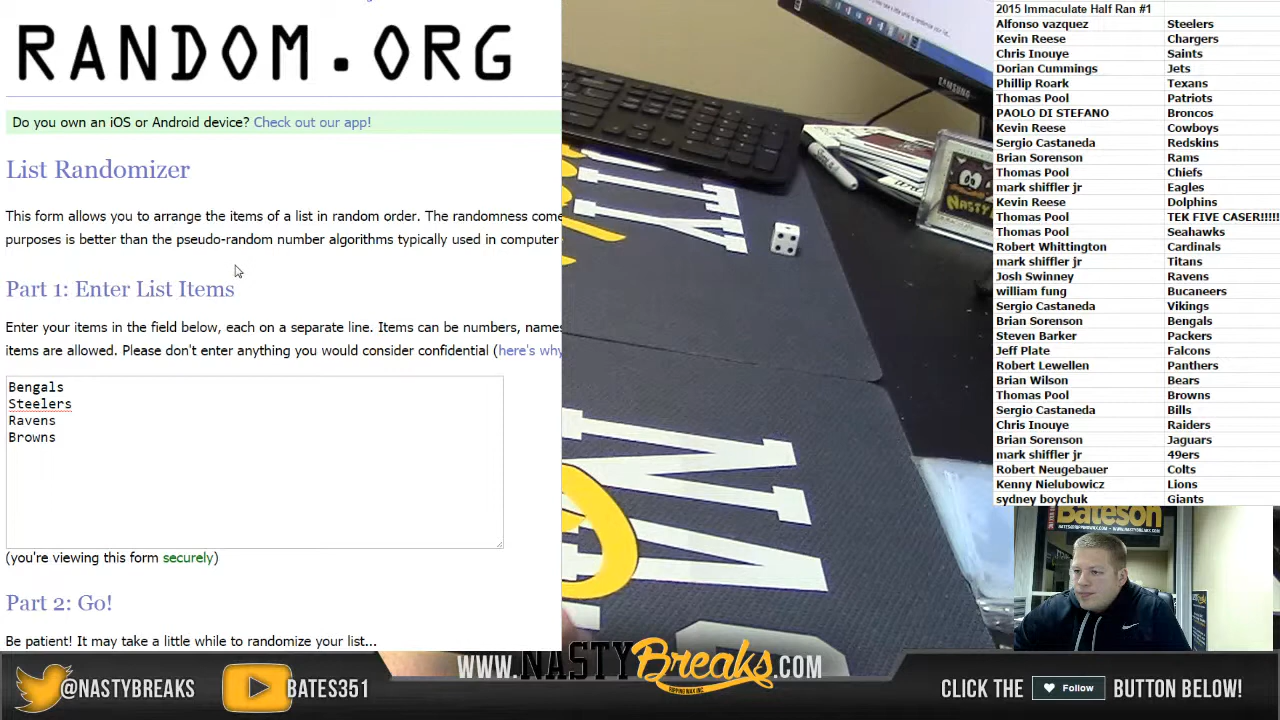 RANDOM.ORG
Do you own an iOS or Android device? Check out our app!
List Randomizer
This form allows you to arrange the items of a list in random order. The randomness come
purposes is better than the pseudo-random number algorithms typically used in computer
Part 1: Enter List Items
Enter your items in the field below, each on a separate line. Items can be numbers, names
items are allowed. Please don't enter anything you would consider confidential (here's why
Bengals
Steelers
Ravens
Browns
(you're viewing this form securely)
Part 2: Go!
Be patient! It may take a little while to randomize your list...
SAMSUNG
NASTY
ITY
NA
2015 Immaculate Half Ran #1
Alfonso vazquez Steelers
Kevin Reese Chargers
Chris Inouye Saints
Dorian Cummings Jets
Phillip Roark Texans
Thomas Pool Patriots
PAOLO DI STEFANO Broncos
Kevin Reese Cowboys
Sergio Castaneda Redskins
Brian Sorenson Rams
Thomas Pool Chiefs
mark shiffler jr Eagles
Kevin Reese Dolphins
Thomas Pool TEK FIVE CASER!!!!!
Thomas Pool Seahawks
Robert Whittington Cardinals
mark shiffler jr Titans
Josh Swinney Ravens
william fung Bucaneers
Sergio Castaneda Vikings
Brian Sorenson Bengals
Steven Barker Packers
Jeff Plate Falcons
Robert Lewellen Panthers
Brian Wilson Bears
Thomas Pool Browns
Sergio Castaneda Bills
Chris Inouye Raiders
Brian Sorenson Jaguars
mark shiffler jr 49ers
Robert Neugebauer Colts
Kenny Nielubowicz Lions
sydney boychuk Giants
Bateson
@NASTYBREAKS
BATES351
WWW.NASTYBreaks.COM
RIPPING WAX INC.
CLICK THE Follow BUTTON BELOW!